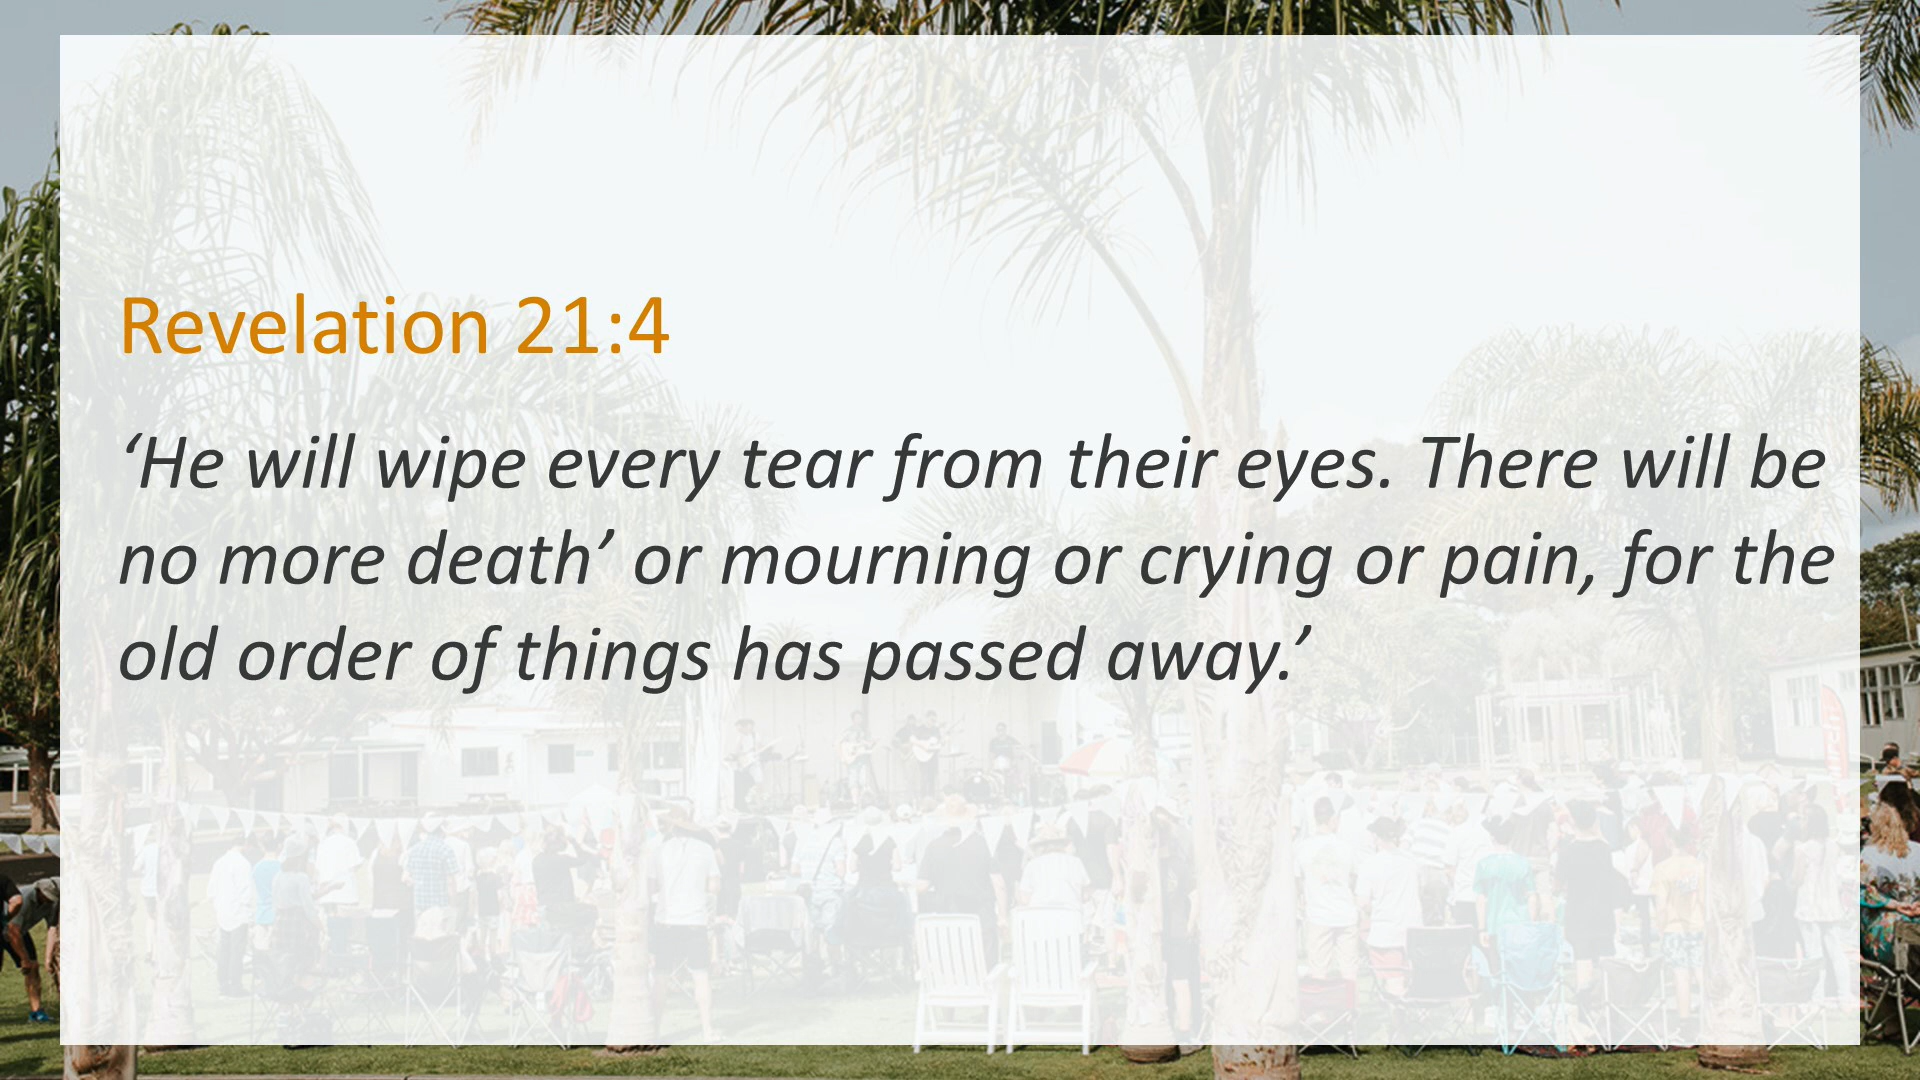 Revelation 21:4
‘He will wipe every tear from their eyes. There will be
no more death’ or mourning or crying or pain, for the
old order of things has passed away.’